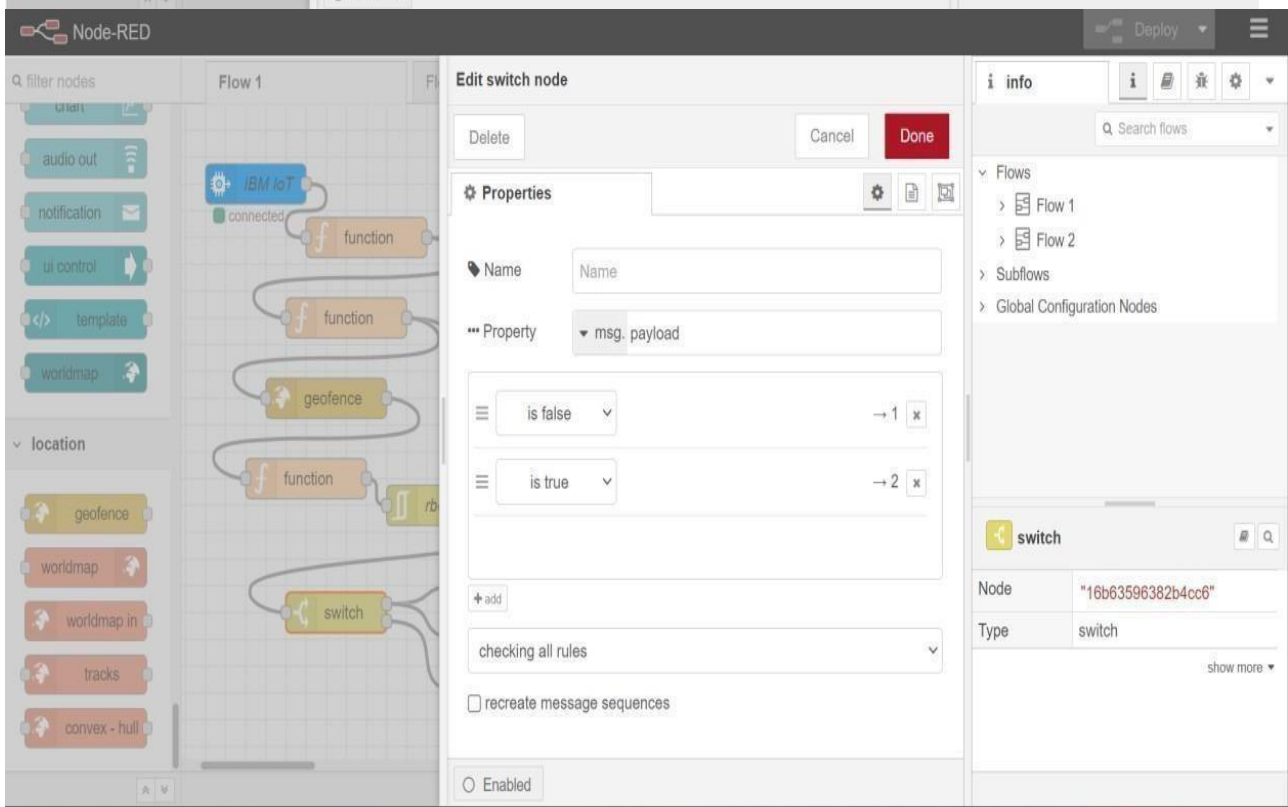 Node-RED
Deploy
filter nodes
Flow 1
Edit switch node
i info
chart
Delete
Cancel
Done
Search flows
audio out
IBM IoT
Properties
Flows
connected
Flow 1
notification
function
Flow 2
Name
Name
ui control
Subflows
Global Configuration Nodes
template
function
Property
msg. payload
worldmap
geofence
is false
→ 1
location
function
is true
→ 2
geofence
switch
worldmap
+ add
Node
"16b63596382b4cc6"
worldmap in
switch
Type
switch
checking all rules
tracks
show more
recreate message sequences
convex - hull
Enabled